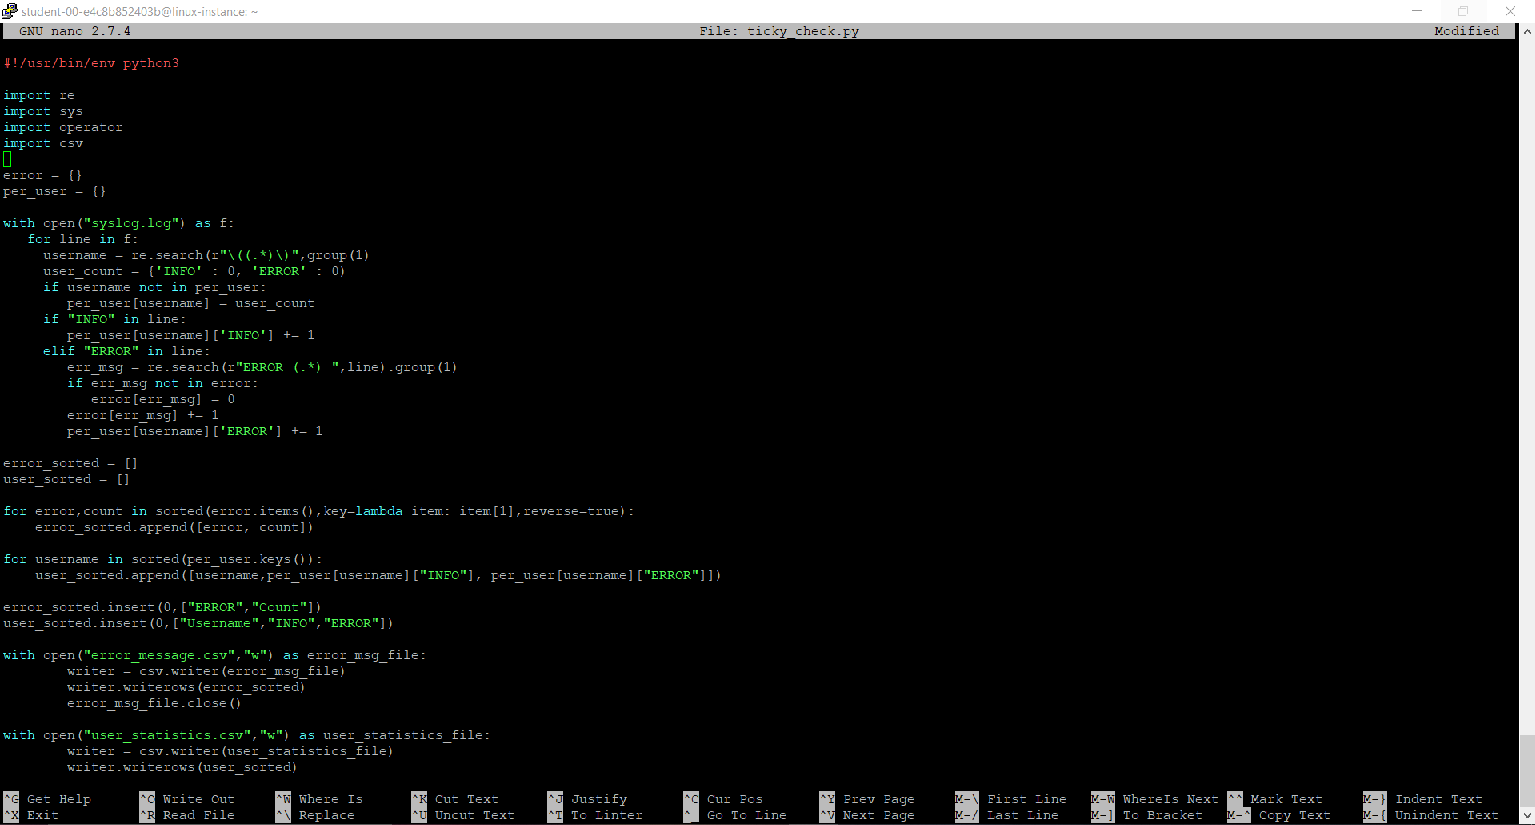 student-00-e4c8b852403b@linux-instance: ~
GNU nano 2.7.4 File: ticky_check.py Modified
#!/usr/bin/env python3
import re
import sys
import operator
import csv
error = {}
per_user = {}
with open("syslog.log") as f:
for line in f:
username = re.search(r"\((.*)\)",group(1)
user_count = {'INFO' : 0, 'ERROR' : 0)
if username not in per_user:
per_user[username] = user_count
if "INFO" in line:
per_user[username]['INFO'] += 1
elif "ERROR" in line:
err_msg = re.search(r"ERROR (.*) ",line).group(1)
if err_msg not in error:
error[err_msg] = 0
error[err_msg] += 1
per_user[username]['ERROR'] += 1
error_sorted = []
user_sorted = []
for error,count in sorted(error.items(),key=lambda item: item[1],reverse=true):
error_sorted.append([error, count])
for username in sorted(per_user.keys()):
user_sorted.append([username,per_user[username]["INFO"], per_user[username]["ERROR"]])
error_sorted.insert(0,["ERROR","Count"])
user_sorted.insert(0,["Username","INFO","ERROR"])
with open("error_message.csv","w") as error_msg_file:
writer = csv.writer(error_msg_file)
writer.writerows(error_sorted)
error_msg_file.close()
with open("user_statistics.csv","w") as user_statistics_file:
writer = csv.writer(user_statistics_file)
writer.writerows(user_sorted)
^G Get Help ^O Write Out ^W Where Is ^K Cut Text ^J Justify ^C Cur Pos ^Y Prev Page M-\ First Line M-W WhereIs Next ^^ Mark Text M-} Indent Text
^X Exit ^R Read File ^\ Replace ^U Uncut Text ^T To Linter ^_ Go To Line ^V Next Page M-/ Last Line M-] To Bracket M-^ Copy Text M-{ Unindent Text